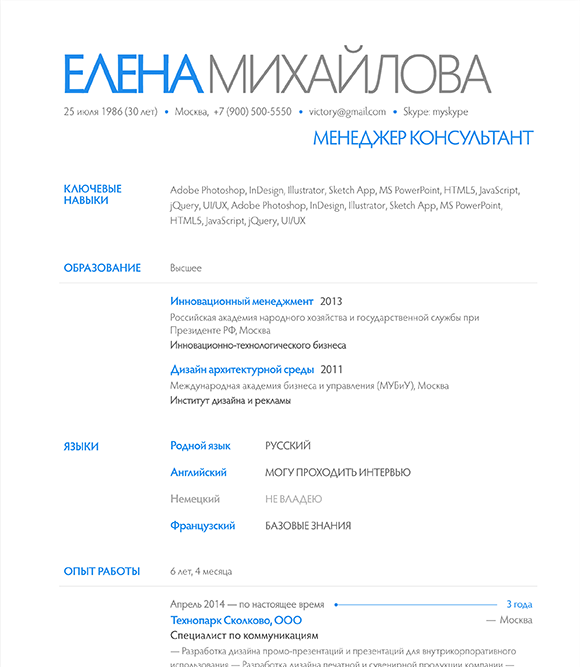 ЕЛЕНА МИХАЙЛОВА
25 июля 1986 (30 лет) • Москва, +7 (900) 500-5550 • victory@gmail.com • Skype: myskype
МЕНЕДЖЕР КОНСУЛЬТАНТ
КЛЮЧЕВЫЕ
НАВЫКИ
Adobe Photoshop, InDesign, Illustrator, Sketch App, MS PowerPoint, HTML5, JavaScript,
jQuery, UI/UX, Adobe Photoshop, InDesign, Illustrator, Sketch App, MS PowerPoint,
HTML5, JavaScript, jQuery, UI/UX
ОБРАЗОВАНИЕ Высшее
Инновационный менеджмент 2013
Российская академия народного хозяйства и государственной службы при
Президенте РФ, Москва
Инновационно-технологического бизнеса
Дизайн архитектурной среды 2011
Международная академия бизнеса и управления (МУБиУ), Москва
Институт дизайна и рекламы
ЯЗЫКИ Родной язык РУССКИЙ
Английский МОГУ ПРОХОДИТЬ ИНТЕРВЬЮ
Немецкий НЕ ВЛАДЕЮ
Французский БАЗОВЫЕ ЗНАНИЯ
ОПЫТ РАБОТЫ 6 лет, 4 месяца
Апрель 2014 — по настоящее время 3 года
Технопарк Сколково, ООО — Москва
Специалист по коммуникациям
— Разработка дизайна промо-презентаций и презентаций для внутрикорпоративного
использования — Разработка дизайна печатной и сувенирной продукции компании —